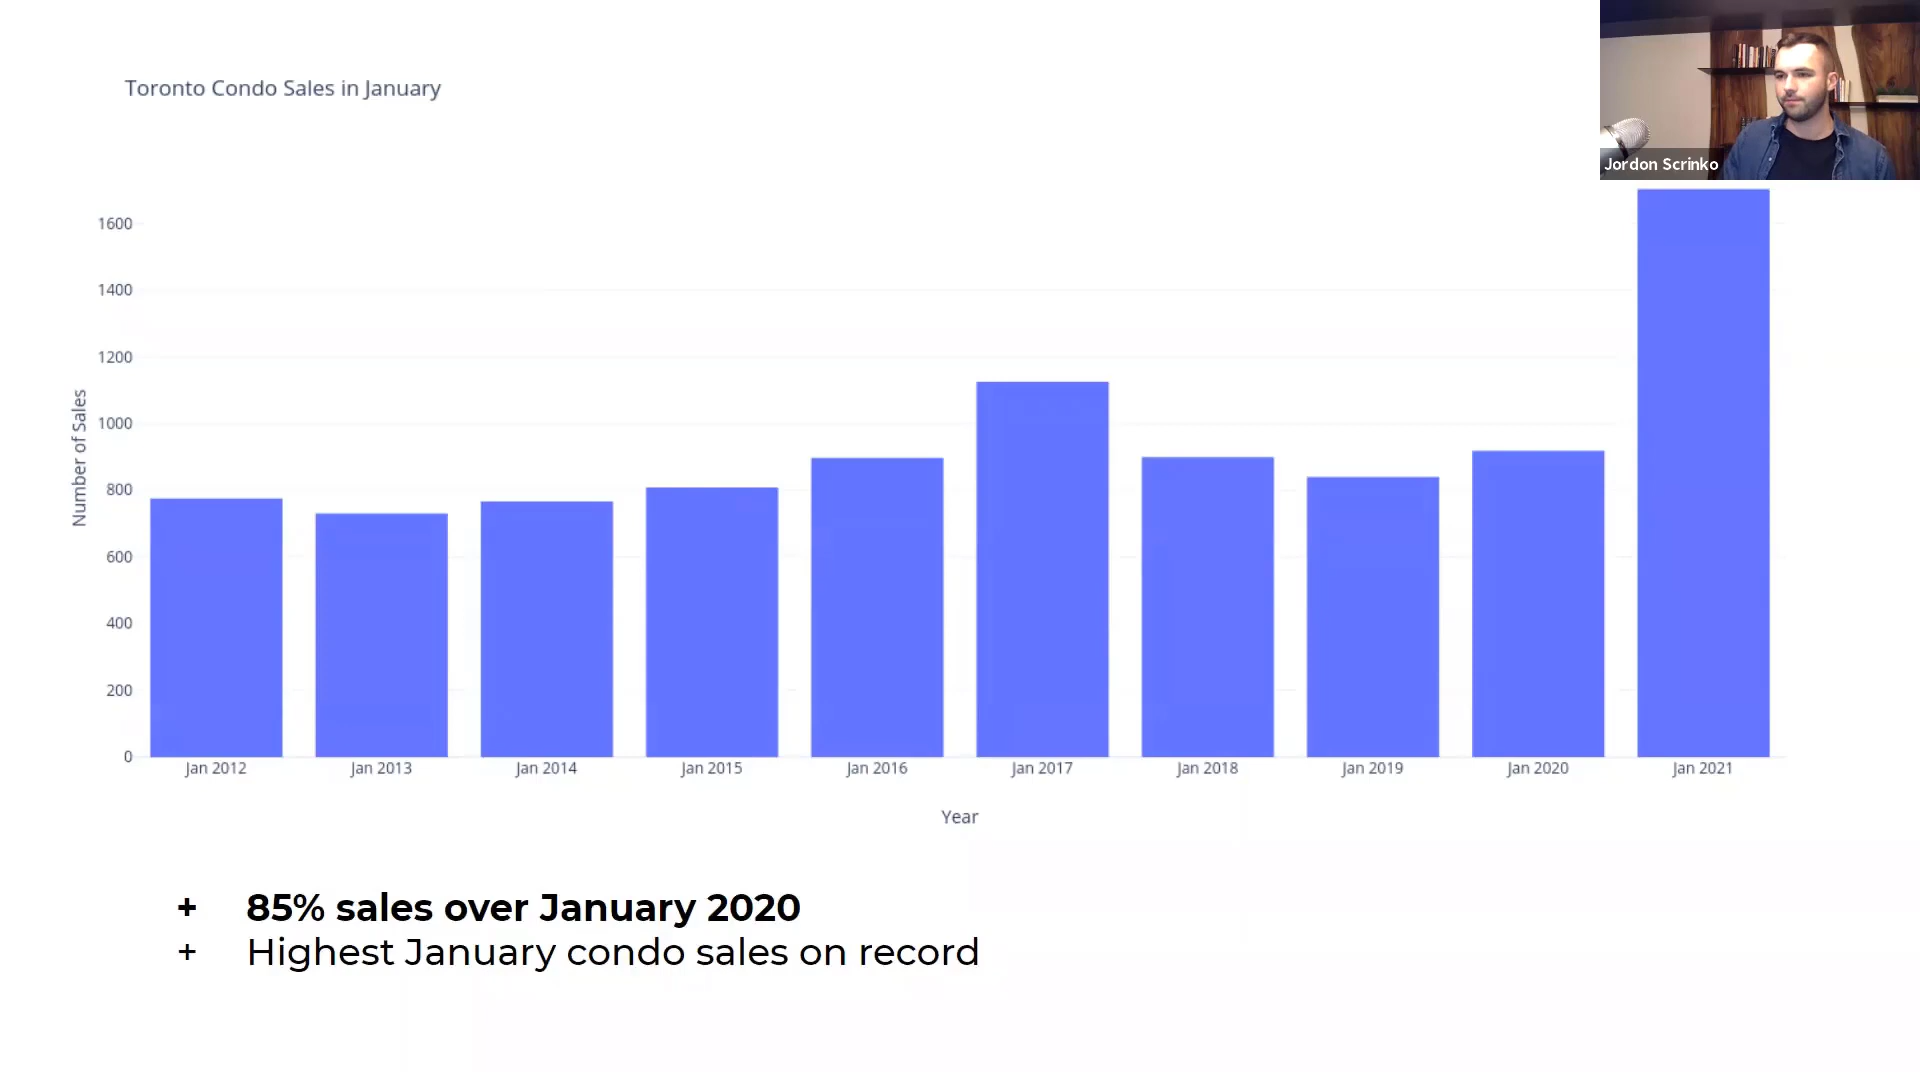 Toronto Condo Sales in January
Jordon Scrinko
1600
1400
1200
1000
800
600
400
200
0
Number of Sales
Jan 2012
Jan 2013
Jan 2014
Jan 2015
Jan 2016
Jan 2017
Jan 2018
Jan 2019
Jan 2020
Jan 2021
Year
+ 85% sales over January 2020
+ Highest January condo sales on record